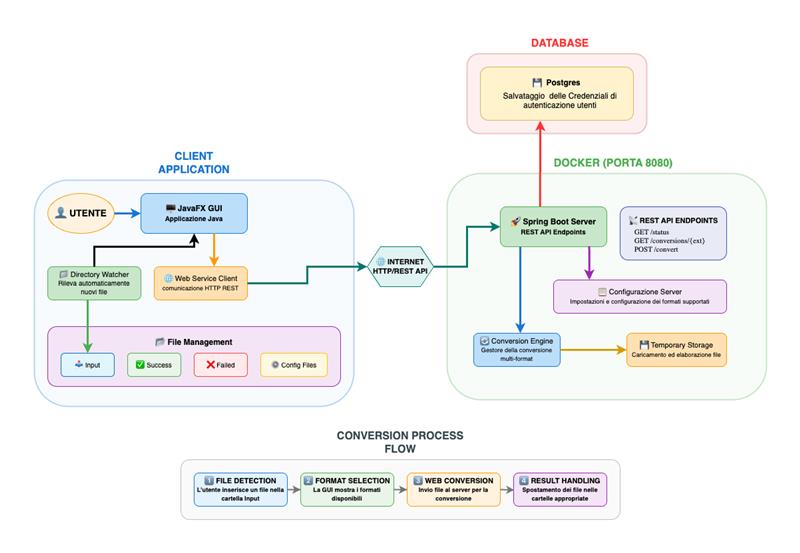 DATABASE
Postgres
Salvataggio delle Credenziali di
autenticazione utenti
CLIENT
APPLICATION
UTENTE
JavaFX GUI
Applicazione Java
Directory Watcher
Rileva automaticamente
nuovi file
Web Service Client
comunicazione HTTP REST
File Management
Input
Success
Failed
Config Files
INTERNET
HTTP/REST API
DOCKER (PORTA 8080)
Spring Boot Server
REST API Endpoints
REST API ENDPOINTS
GET /status
GET /conversions/{ext}
POST /convert
Configurazione Server
Impostazioni e configurazione dei formati supportati
Conversion Engine
Gestore della conversione
multi-format
Temporary Storage
Caricamento ed elaborazione file
CONVERSION PROCESS
FLOW
1 FILE DETECTION
L'utente inserisce un file nella
cartella Input
2 FORMAT SELECTION
La GUI mostra i formati
disponibili
3 WEB CONVERSION
Invio file al server per la
conversione
4 RESULT HANDLING
Spostamento dei file nelle
cartelle appropriate